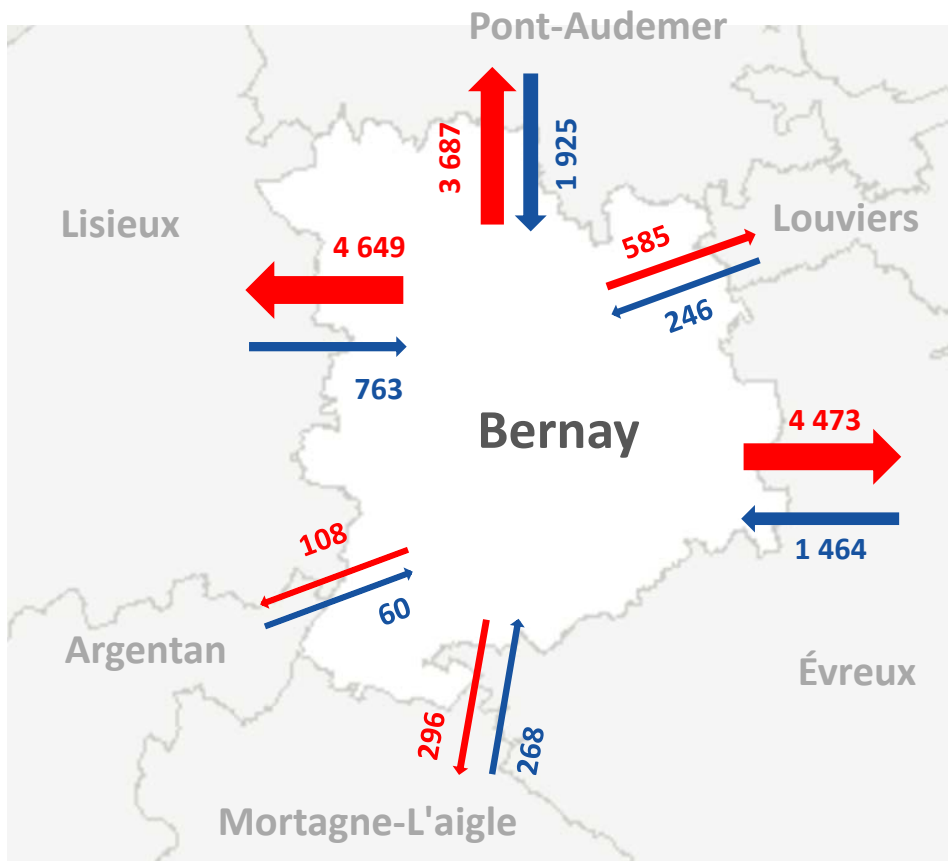 Pont-Audemer
3 687
1 925
Lisieux
Louviers
585
4 649
246
763
Bernay
4 473
1 464
108
60
Argentan
Évreux
296
268
Mortagne-L'aigle